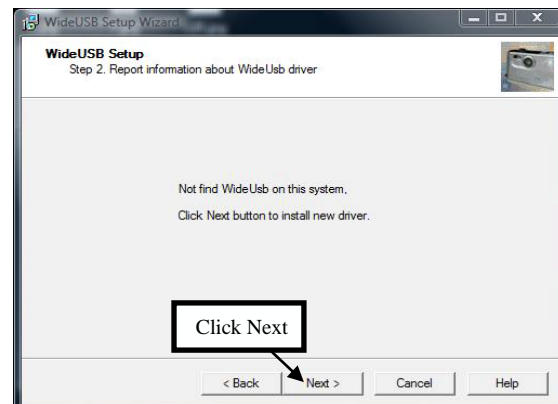 WideUSB Setup Wizard
WideUSB Setup
Step 2. Report information about WideUsb driver
Not find WideUsb on this system,
Click Next button to install new driver.
Click Next
< Back
Next >
Cancel
Help